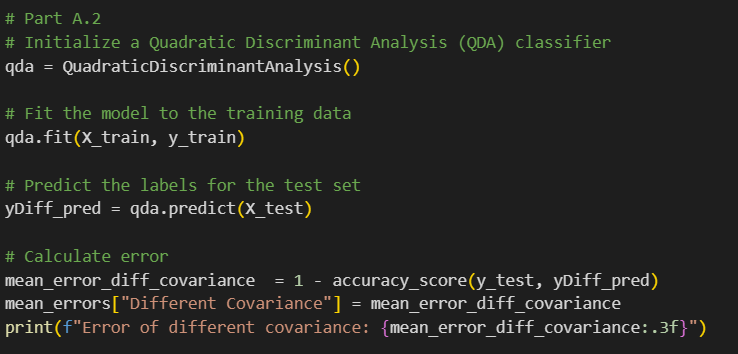 # Part A.2
# Initialize a Quadratic Discriminant Analysis (QDA) classifier
qda = QuadraticDiscriminantAnalysis()
# Fit the model to the training data
qda.fit(X_train, y_train)
# Predict the labels for the test set
yDiff_pred = qda.predict(X_test)
# Calculate error
mean_error_diff_covariance  = 1 - accuracy_score(y_test, yDiff_pred)
mean_errors["Different Covariance"] = mean_error_diff_covariance
print(f"Error of different covariance: {mean_error_diff_covariance:.3f}")